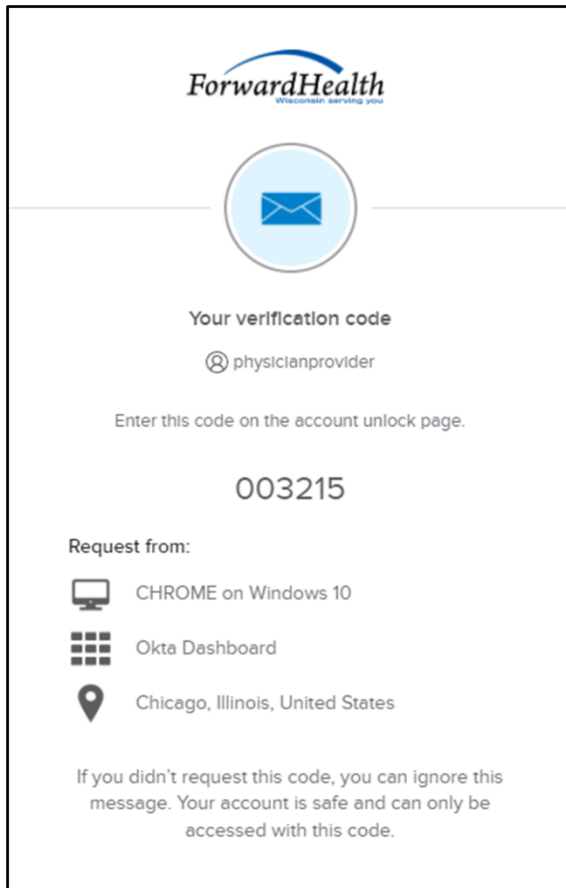 ForwardHealth
Wisconsin serving you
Your verification code
physicianprovider
Enter this code on the account unlock page.
003215
Request from:
CHROME on Windows 10
Okta Dashboard
Chicago, Illinois, United States
If you didn't request this code, you can ignore this
message. Your account is safe and can only be
accessed with this code.